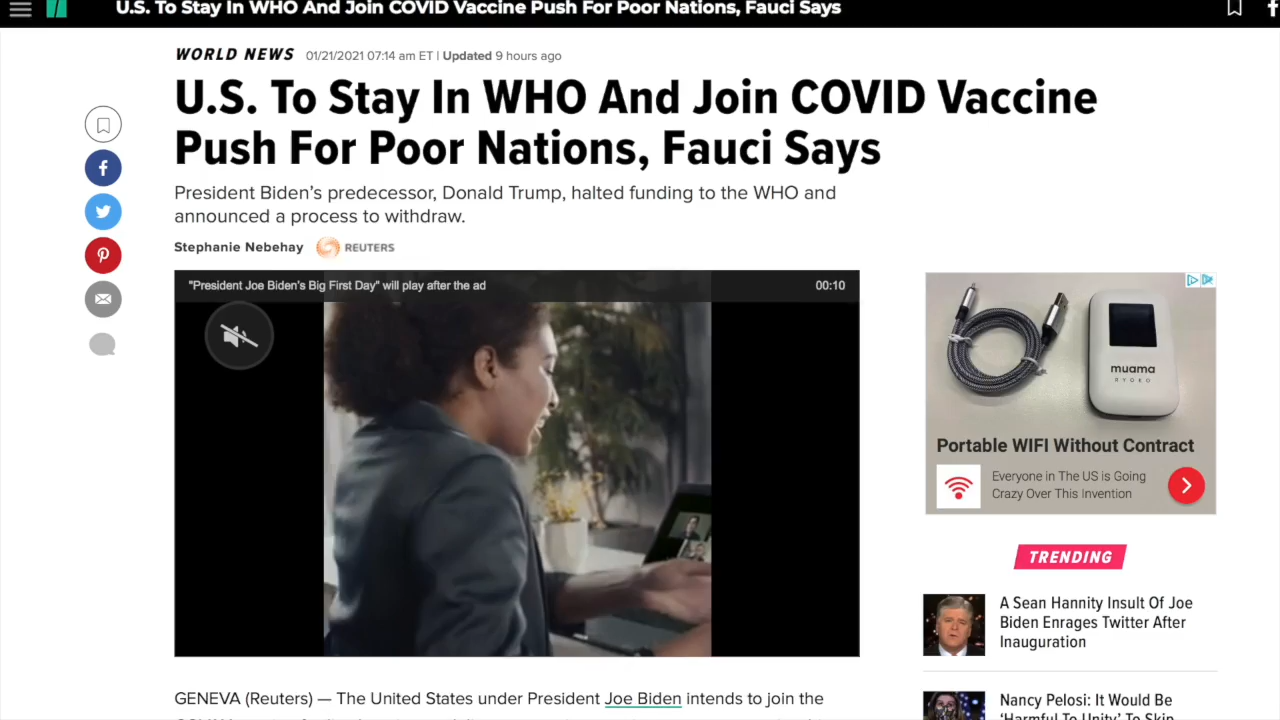 U.S. To Stay In WHO And Join COVID Vaccine Push For Poor Nations, Fauci Says
WORLD NEWS 01/21/2021 07:14 am ET | Updated 9 hours ago
U.S. To Stay In WHO And Join COVID Vaccine
Push For Poor Nations, Fauci Says
President Biden's predecessor, Donald Trump, halted funding to the WHO and
announced a process to withdraw.
Stephanie Nebehay REUTERS
"President Joe Biden's Big First Day" will play after the ad 00:10
muama
RYOKO
Portable WIFI Without Contract
Everyone in The US is Going
Crazy Over This Invention
TRENDING
A Sean Hannity Insult Of Joe
Biden Enrages Twitter After
Inauguration
GENEVA (Reuters) — The United States under President Joe Biden intends to join the
Nancy Pelosi: It Would Be
'Harmful To Unity' To Skip